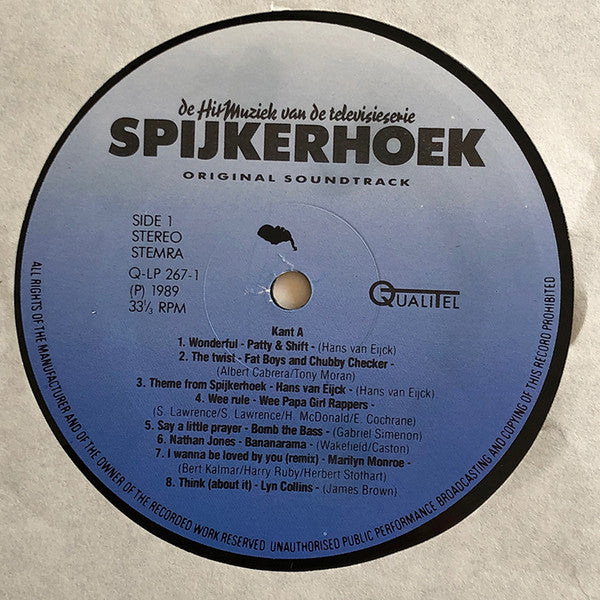 de Hit Muziek van de televisieserie
SPIJKERHOEK
ORIGINAL SOUNDTRACK
SIDE 1
STEREO
STEMRA
Q-LP 267-1
(P) 1989
33⅓ RPM
QUALITEL
Kant A
1. Wonderful - Patty & Shift - (Hans van Eijck)
2. The twist - Fat Boys and Chubby Checker -
(Albert Cabrera/Tony Moran)
3. Theme from Spijkerhoek - Hans van Eijck - (Hans van Eijck)
4. Wee rule - Wee Papa Girl Rappers -
(S. Lawrence/S. Lawrence/H. McDonald/E. Cochrane)
5. Say a little prayer - Bomb the Bass - (Gabriel Simenon)
6. Nathan Jones - Bananarama - (Wakefield/Caston)
7. I wanna be loved by you (remix) - Marilyn Monroe -
(Bert Kalmar/Harry Ruby/Herbert Stothart)
8. Think (about it) - Lyn Collins - (James Brown)
ALL RIGHTS OF THE MANUFACTURER AND OF THE OWNER OF THE RECORDED WORK RESERVED. UNAUTHORISED PUBLIC PERFORMANCE BROADCASTING AND COPYING OF THIS RECORD PROHIBITED